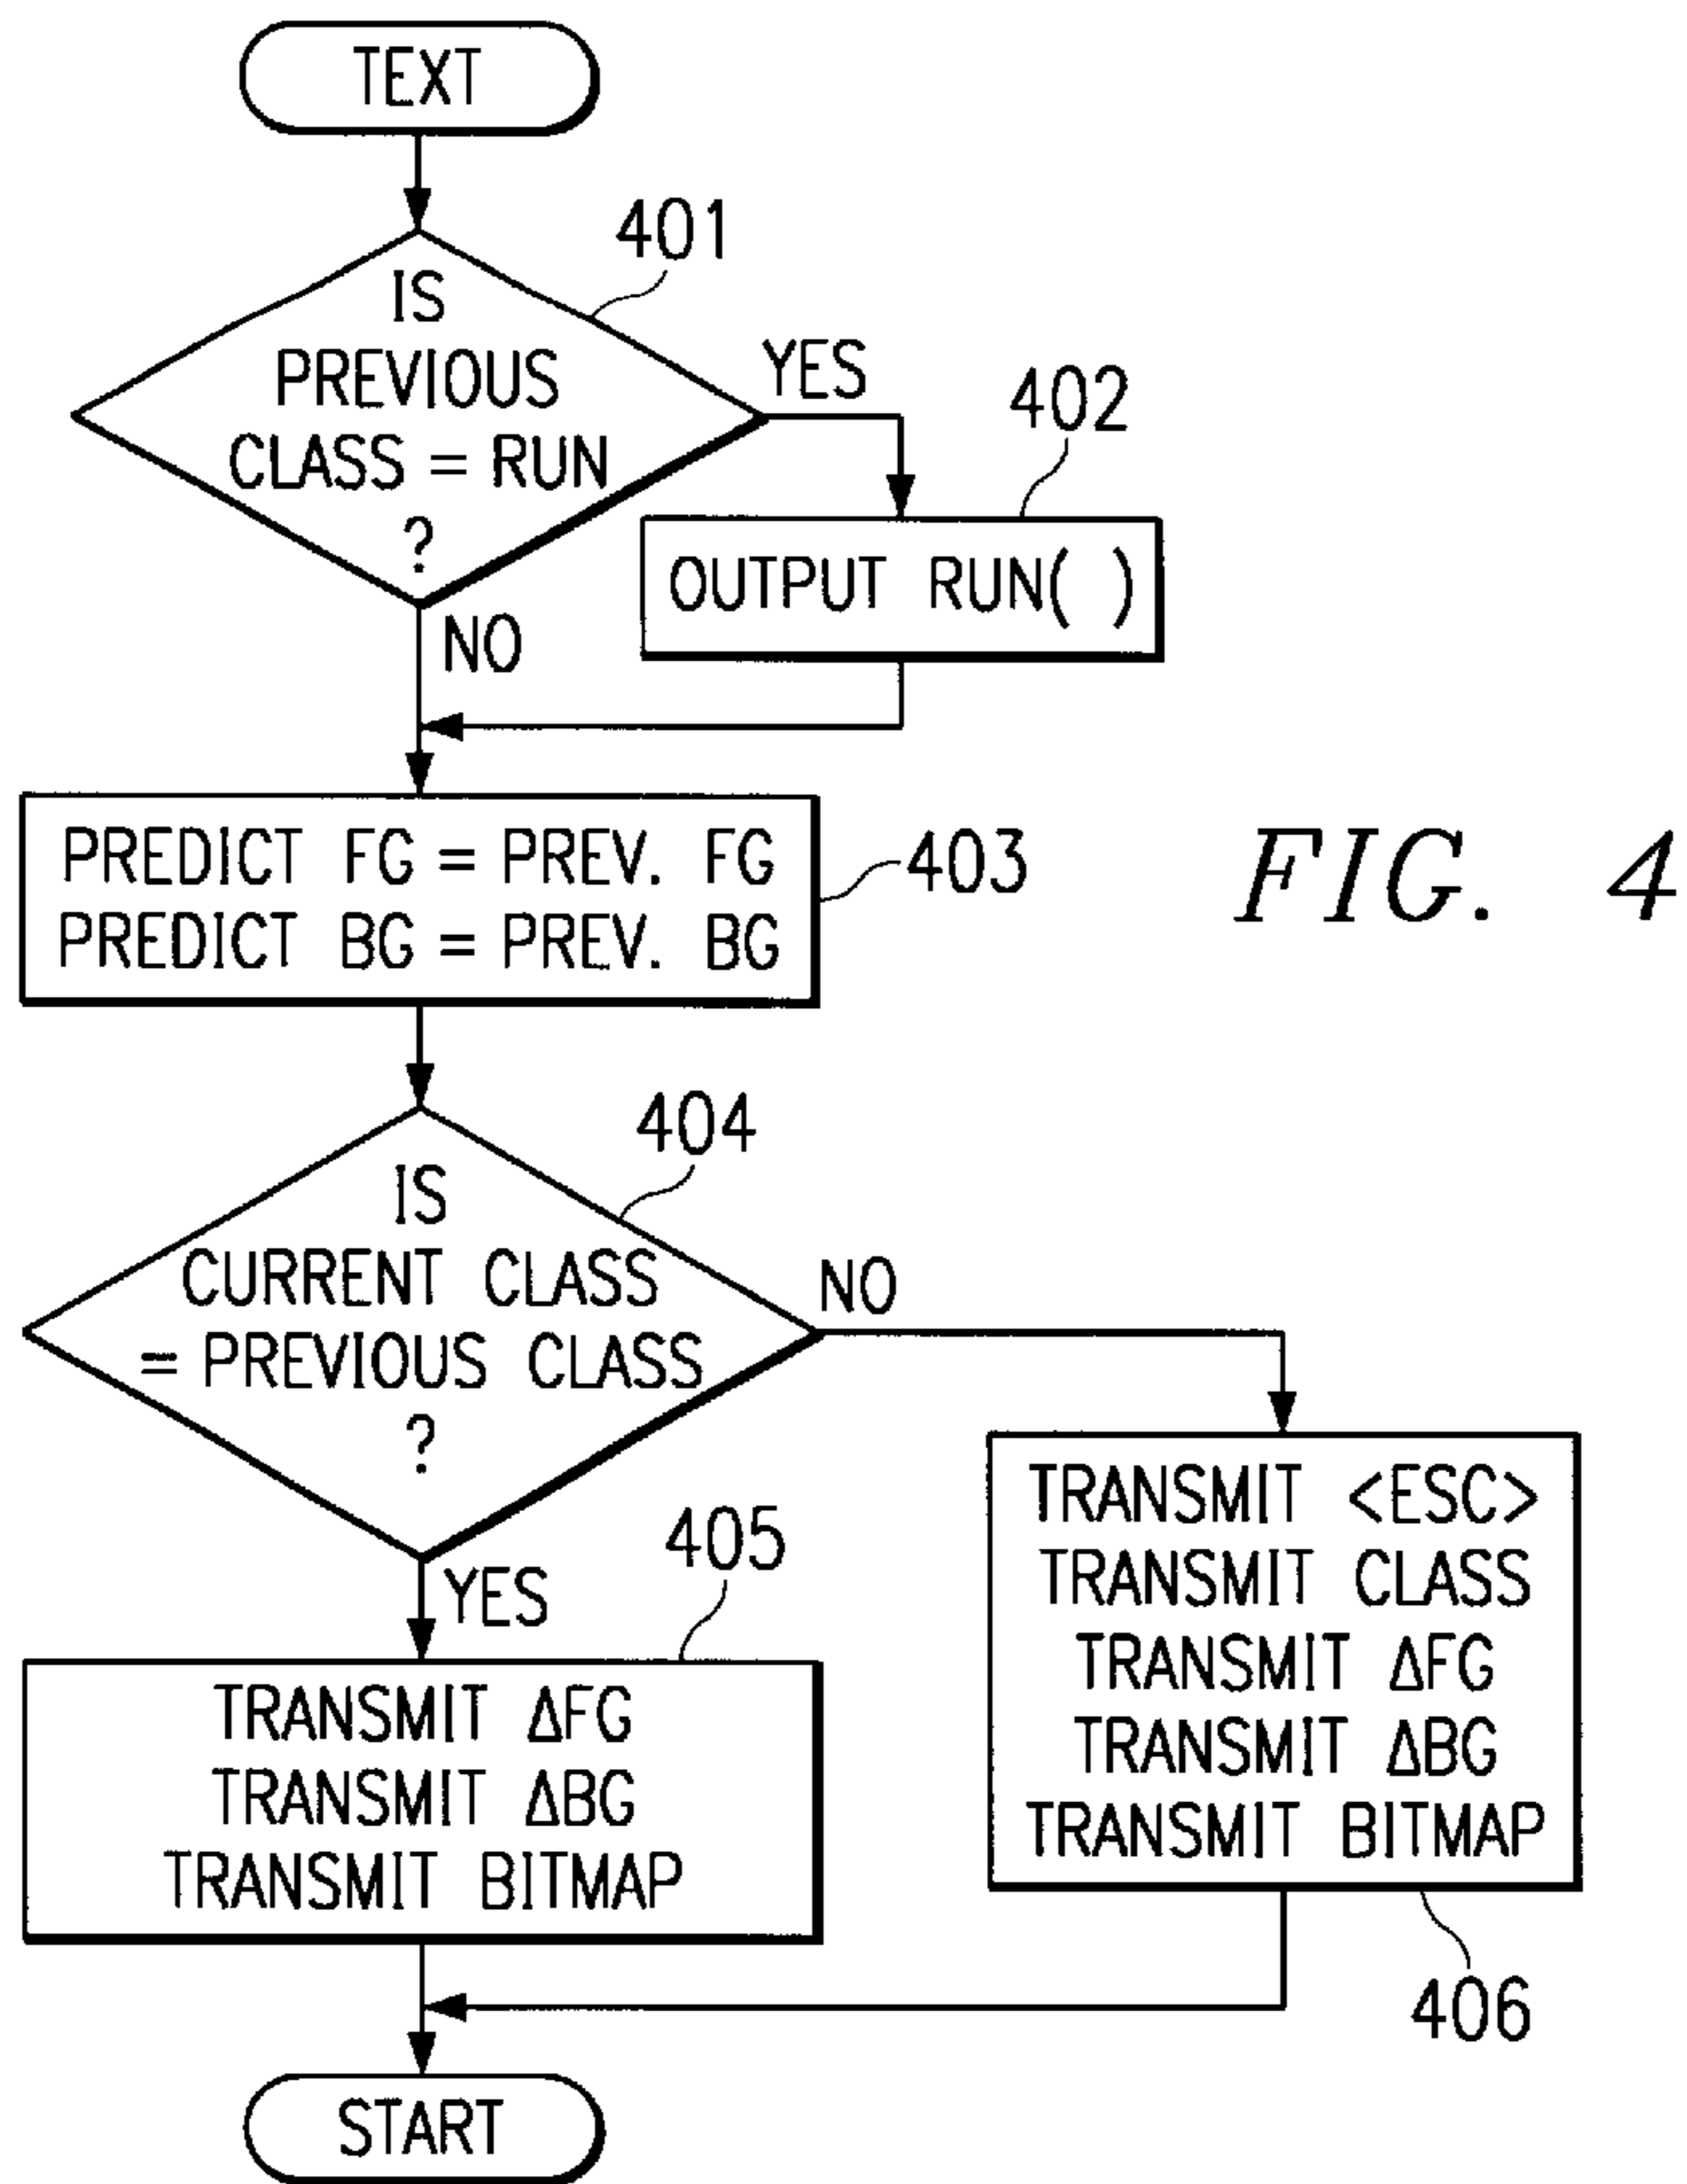 TEXT
401
IS
PREVIOUS
CLASS = RUN
?
YES
402
OUTPUT RUN( )
NO
PREDICT FG = PREV. FG
PREDICT BG = PREV. BG
403
FIG. 4
404
IS
CURRENT CLASS
= PREVIOUS CLASS
?
NO
YES
405
TRANSMIT ΔFG
TRANSMIT ΔBG
TRANSMIT BITMAP
TRANSMIT <ESC>
TRANSMIT CLASS
TRANSMIT ΔFG
TRANSMIT ΔBG
TRANSMIT BITMAP
406
START